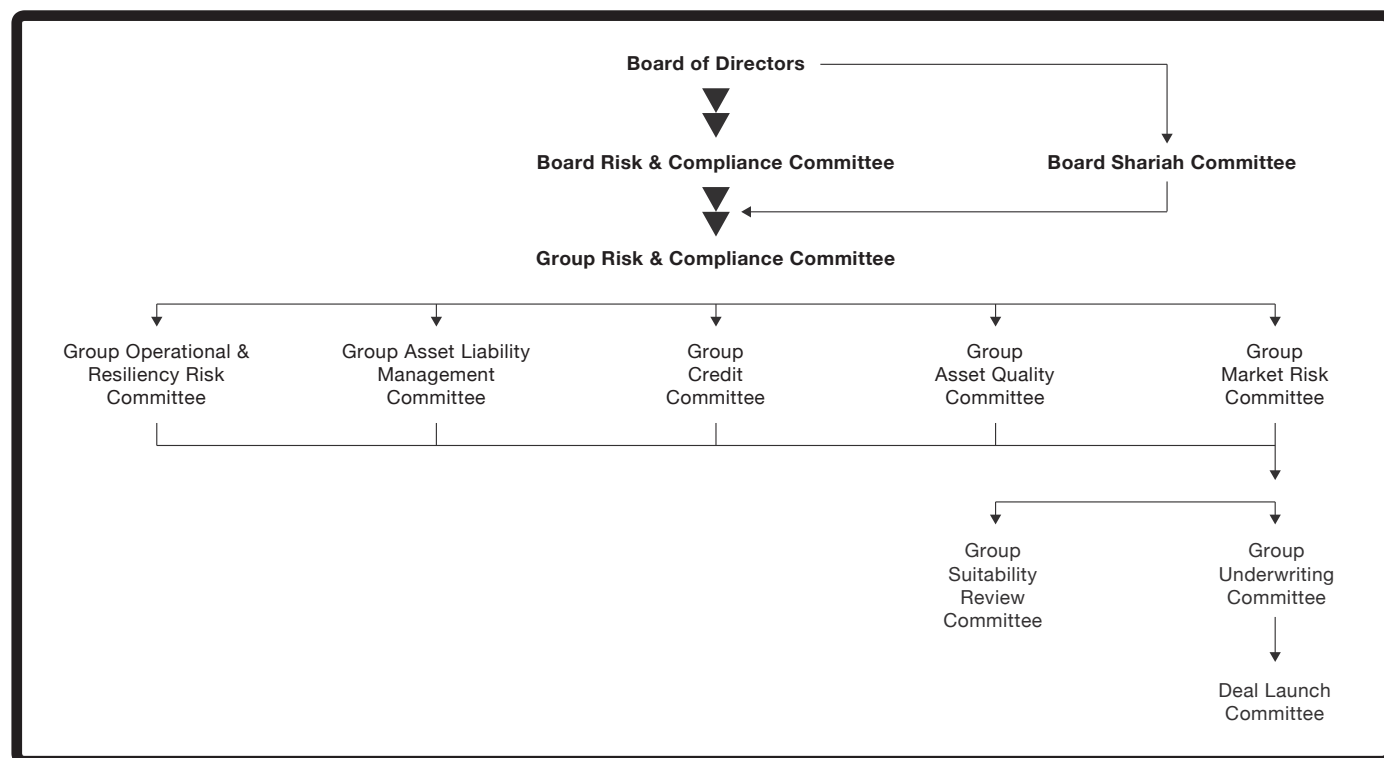 Board of Directors
Board Risk & Compliance Committee
Board Shariah Committee
Group Risk & Compliance Committee
Group Operational &
Resiliency Risk
Committee
Group Asset Liability
Management
Committee
Group
Credit
Committee
Group
Asset Quality
Committee
Group
Market Risk
Committee
Group
Suitability
Review
Committee
Group
Underwriting
Committee
Deal Launch
Committee